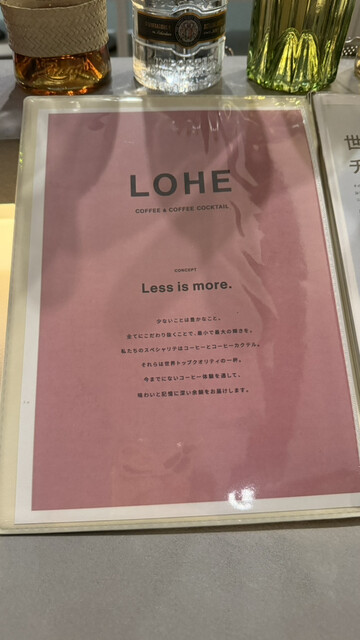 LOHE
COFFEE & COFFEE COCKTAIL
CONCEPT
Less is more.
少ないことは豊かなこと。
全てにこだわり抜くことで、最小で最大の輝きを。
私たちのスペシャリテはコーヒーとコーヒーカクテル。
それらは世界トップクオリティの一杯。
今までにないコーヒー体験を通して、
味わいと記憶に深い余韻をお届けします。
世